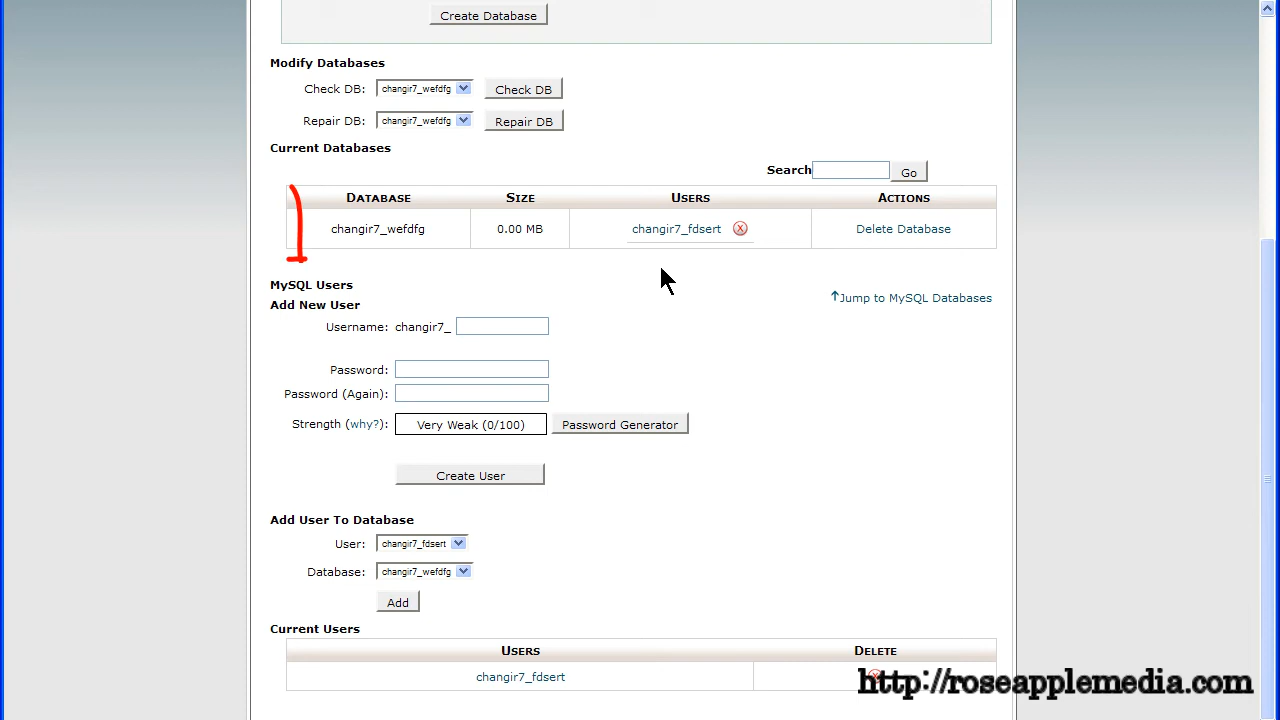 Create Database
Modify Databases
Check DB: changir7_wefdfg Check DB
Repair DB: changir7_wefdfg Repair DB
Current Databases
Search Go
DATABASE SIZE USERS ACTIONS
changir7_wefdfg 0.00 MB changir7_fdsert Delete Database
MySQL Users
Add New User
Jump to MySQL Databases
Username: changir7_
Password:
Password (Again):
Strength (why?): Very Weak (0/100) Password Generator
Create User
Add User To Database
User: changir7_fdsert
Database: changir7_wefdfg
Add
Current Users
USERS DELETE
changir7_fdsert
http://roseapplemedia.com